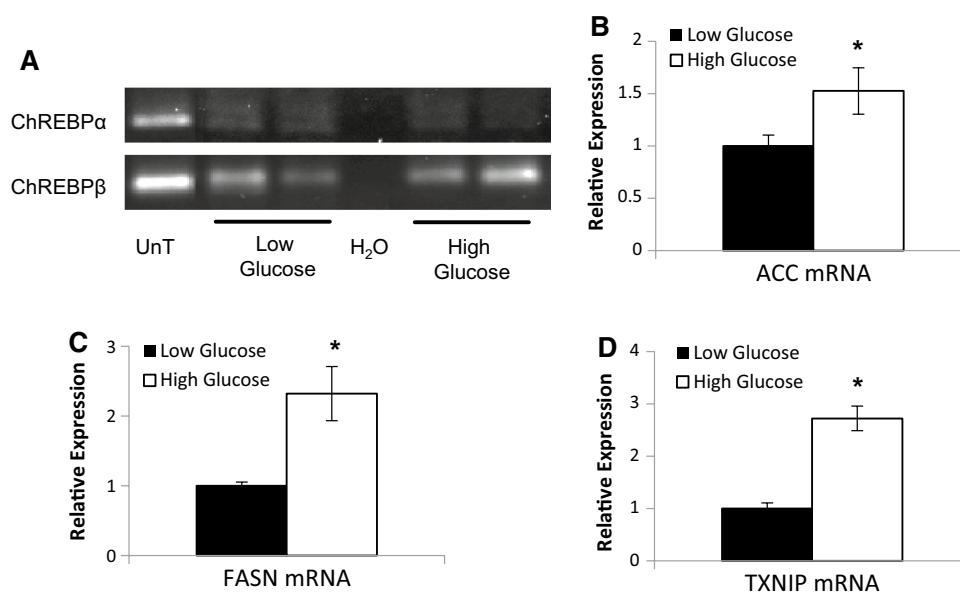 A
ChREBPα
ChREBPβ
UnT
Low
Glucose
H₂O
High
Glucose
B
Low Glucose
High Glucose
*
2
1.5
1
0.5
0
Relative Expression
ACC mRNA
C
Low Glucose
High Glucose
*
3
2
1
0
Relative Expression
FASN mRNA
D
Low Glucose
High Glucose
*
4
3
2
1
0
Relative Expression
TXNIP mRNA